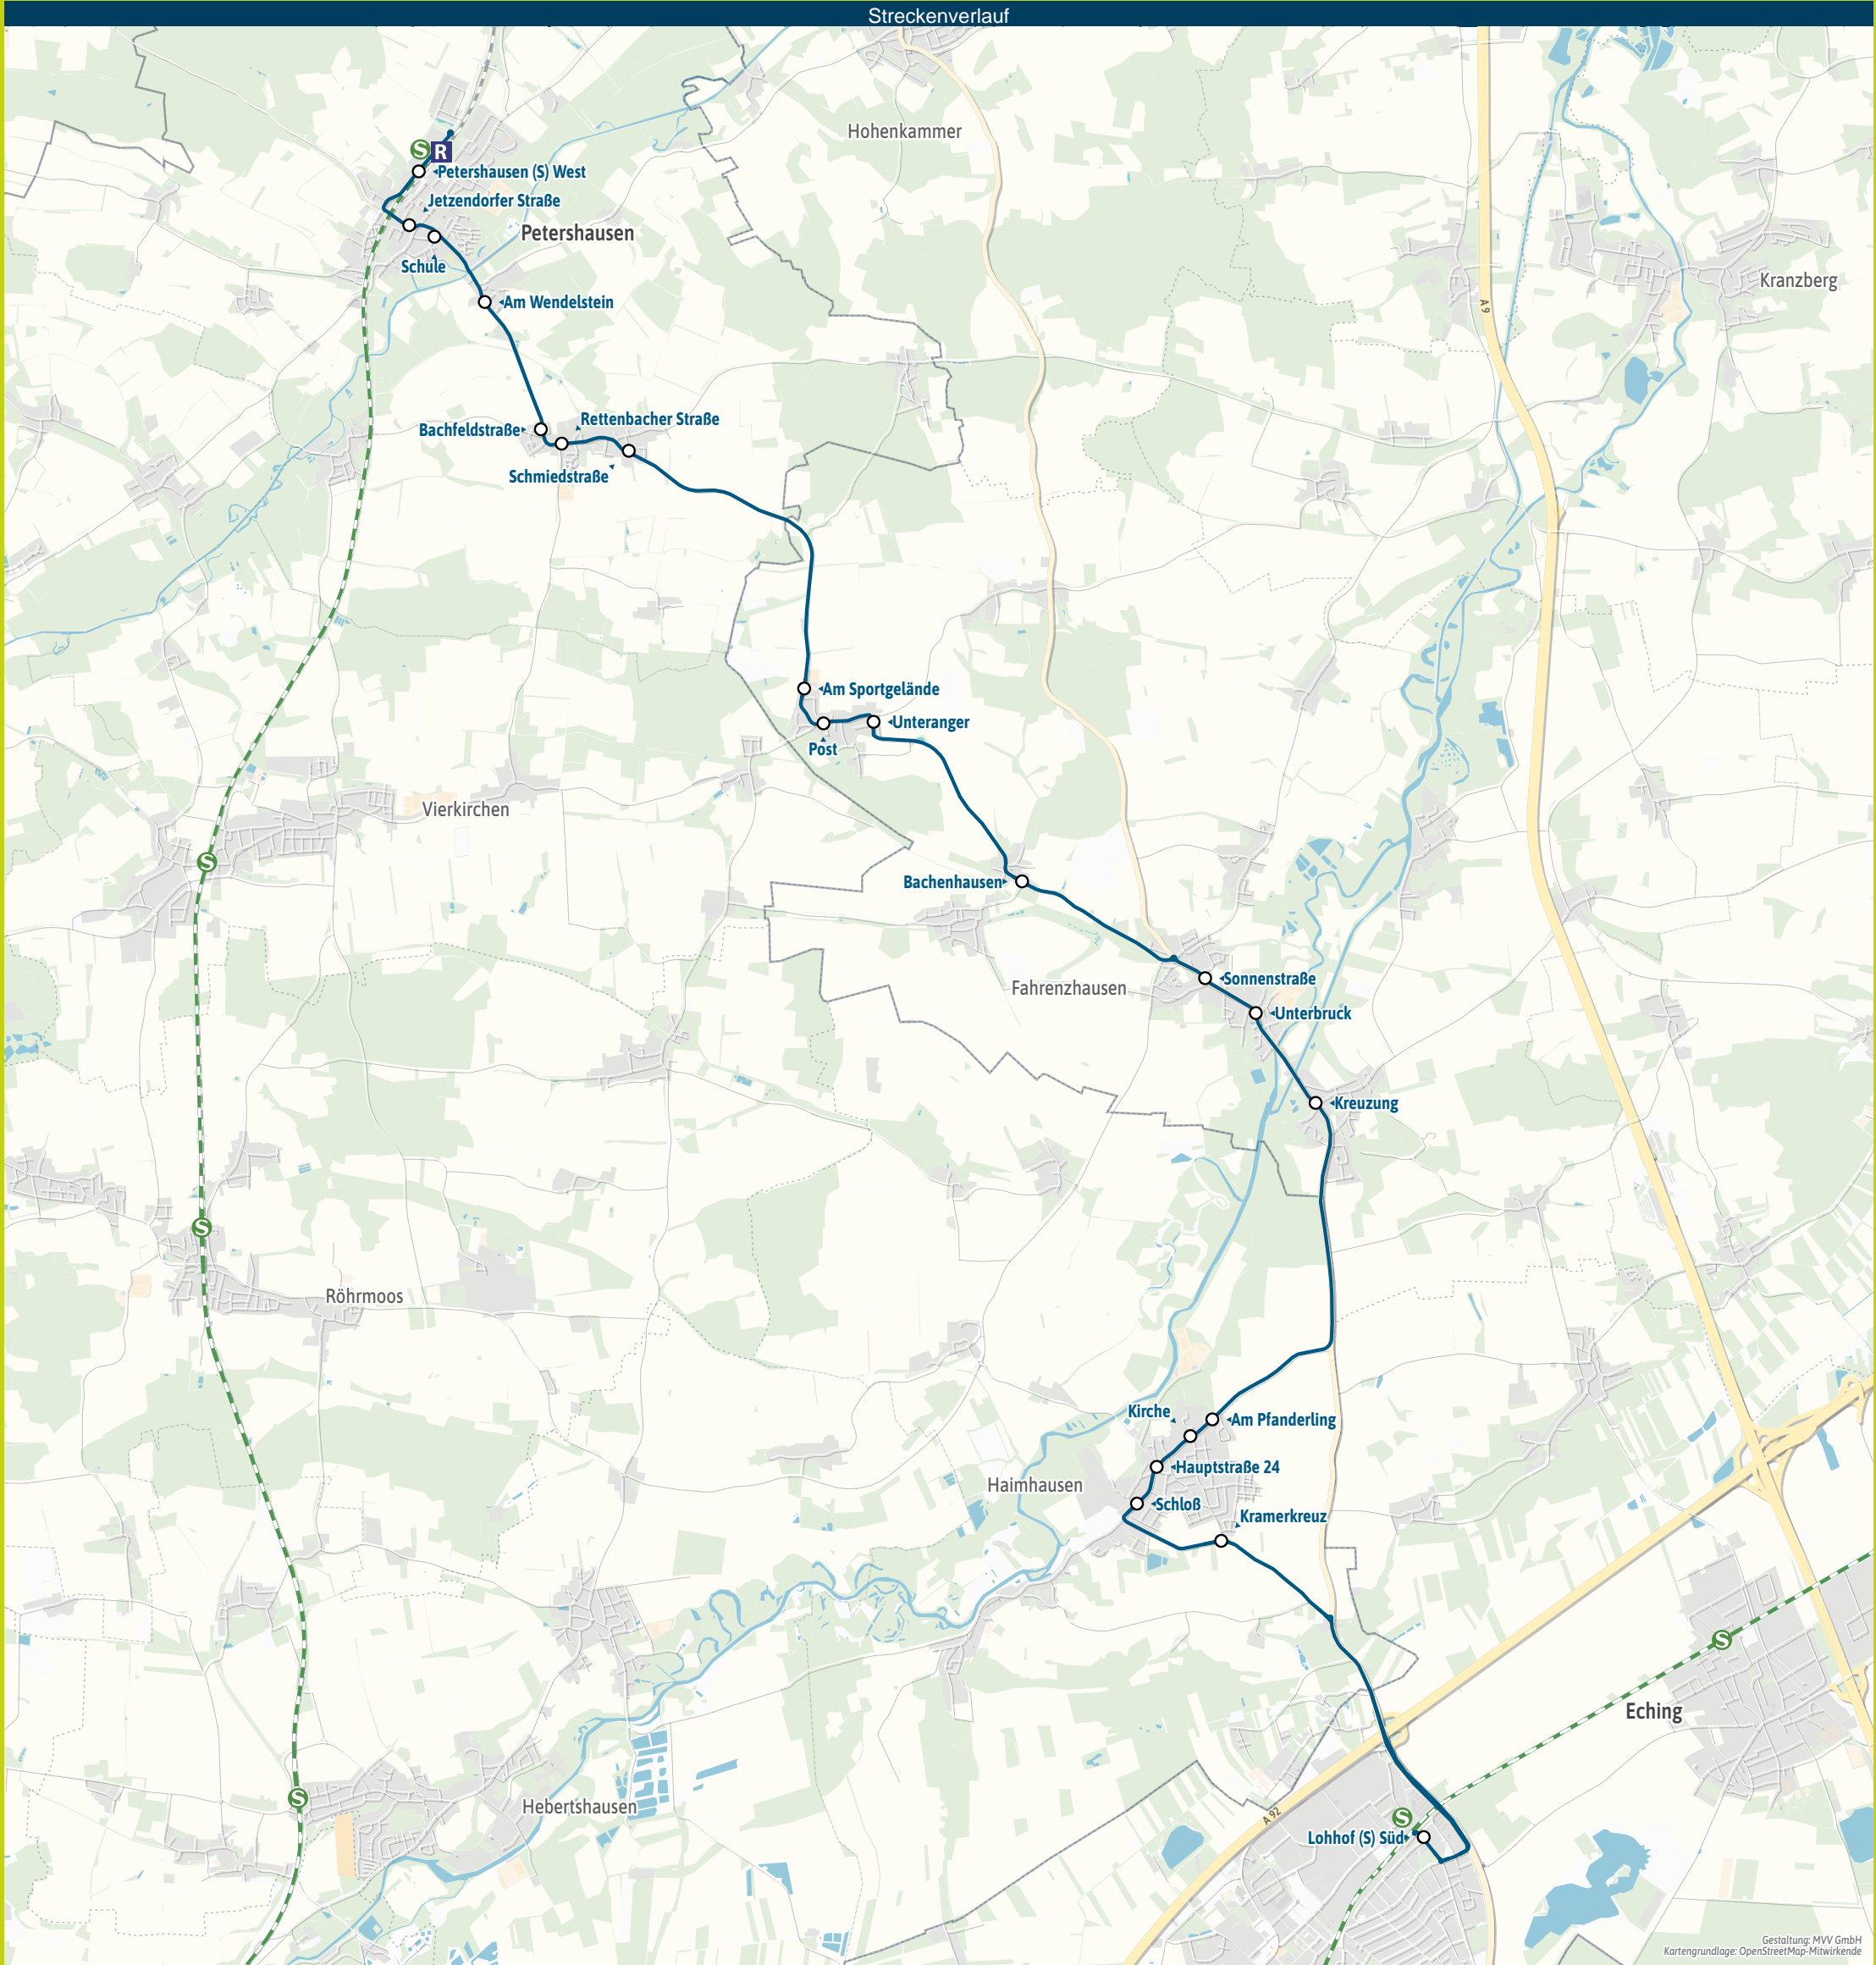 Streckenverlauf
Hohenkammer
S R
Petershausen (S) West
Jetzendorfer Straße
Petershausen
Schule
Kranzberg
Am Wendelstein
A 9
Rettenbacher Straße
Bachfeldstraße
Schmiedstraße
Am Sportgelände
Unteranger
Post
Vierkirchen
S
Bachenhausen
Sonnenstraße
Fahrenzhausen
Unterbruck
Kreuzung
S
Röhrmoos
Kirche
Am Pfanderling
Hauptstraße 24
Haimhausen
Schloß
Kramerkreuz
S
Eching
S
Hebertshausen
A 92
S
Lohhof (S) Süd
Gestaltung: MVV GmbH
Kartengrundlage: OpenStreetMap-Mitwirkende